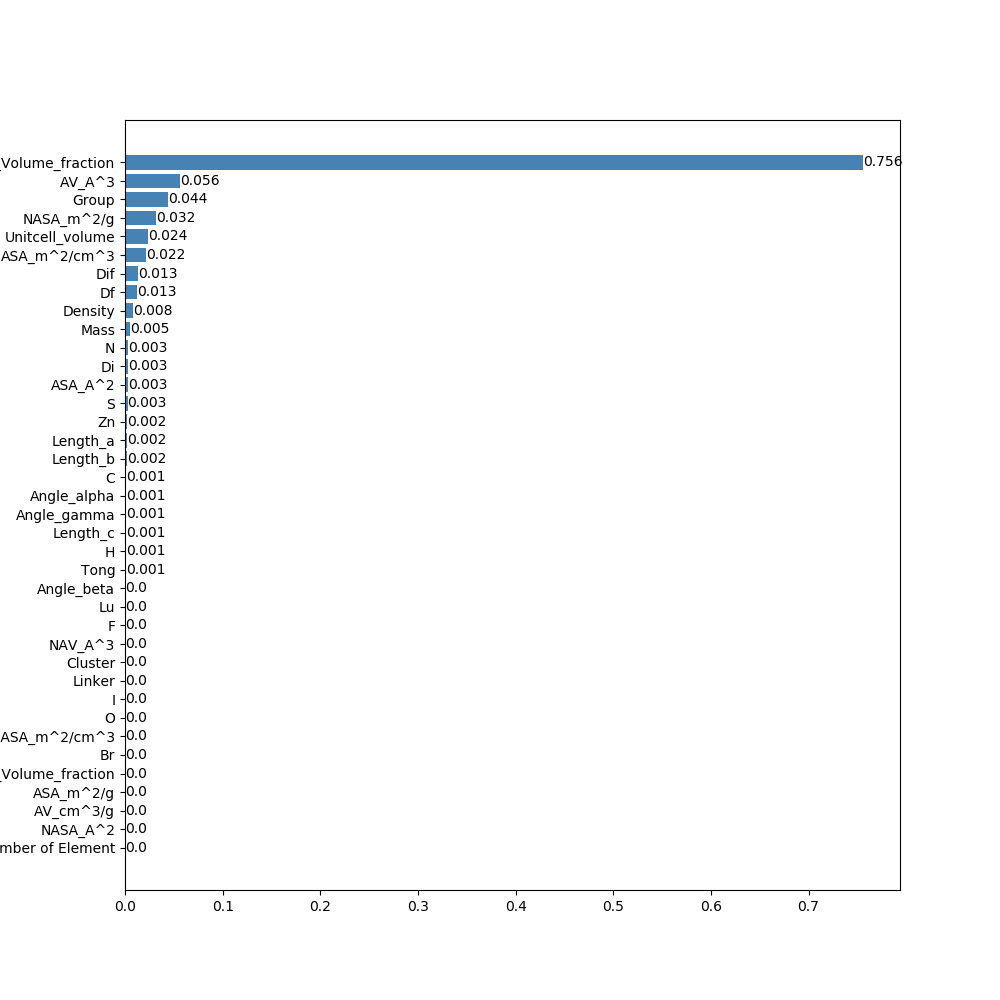 _Volume_fraction 0.756
AV_A^3 0.056
Group 0.044
NASA_m^2/g 0.032
Unitcell_volume 0.024
ASA_m^2/cm^3 0.022
Dif 0.013
Df 0.013
Density 0.008
Mass 0.005
N 0.003
Di 0.003
ASA_A^2 0.003
S 0.003
Zn 0.002
Length_a 0.002
Length_b 0.002
C 0.001
Angle_alpha 0.001
Angle_gamma 0.001
Length_c 0.001
H 0.001
Tong 0.001
Angle_beta 0.0
Lu 0.0
F 0.0
NAV_A^3 0.0
Cluster 0.0
Linker 0.0
I 0.0
O 0.0
ASA_m^2/cm^3 0.0
Br 0.0
_Volume_fraction 0.0
ASA_m^2/g 0.0
AV_cm^3/g 0.0
NASA_A^2 0.0
mber of Element 0.0
0.0 0.1 0.2 0.3 0.4 0.5 0.6 0.7